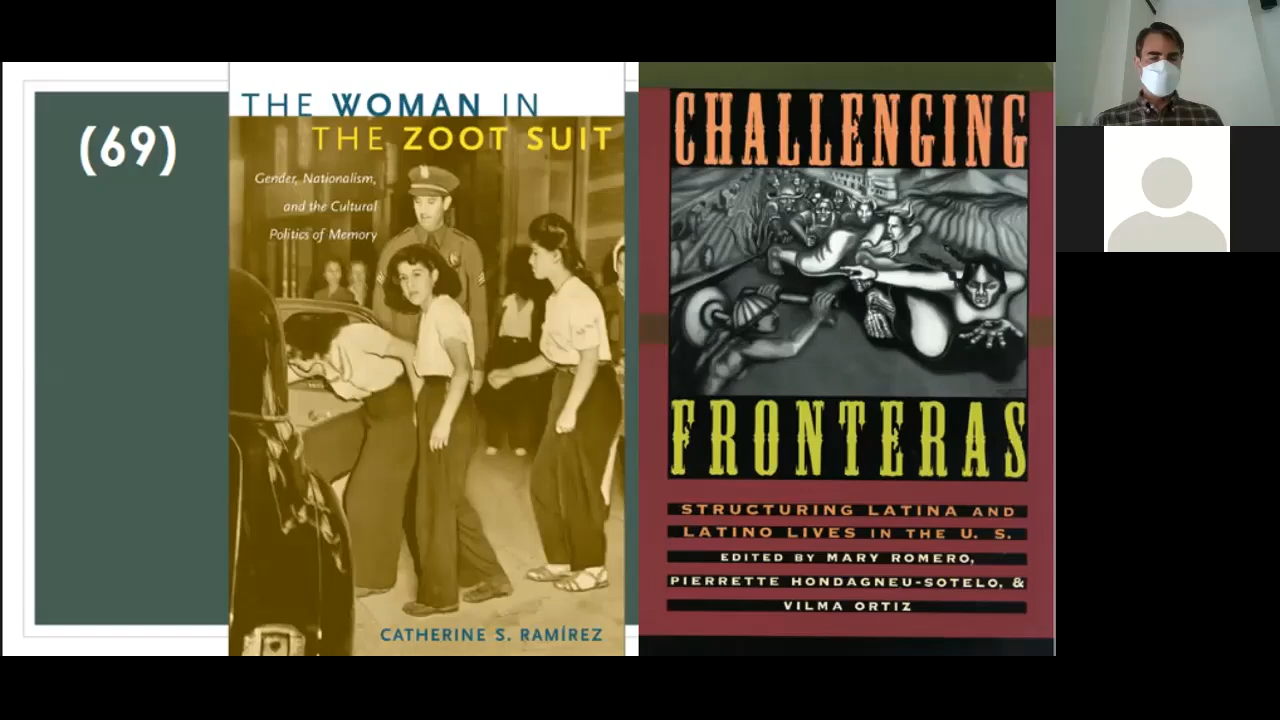 (69)
THE WOMAN IN
THE ZOOT SUIT
Gender, Nationalism,
and the Cultural
Politics of Memory
CATHERINE S. RAMÍREZ
CHALLENGING
FRONTERAS
STRUCTURING LATINA AND
LATINO LIVES IN THE U. S.
EDITED BY MARY ROMERO,
PIERRETTE HONDAGNEU-SOTELO, &
VILMA ORTIZ